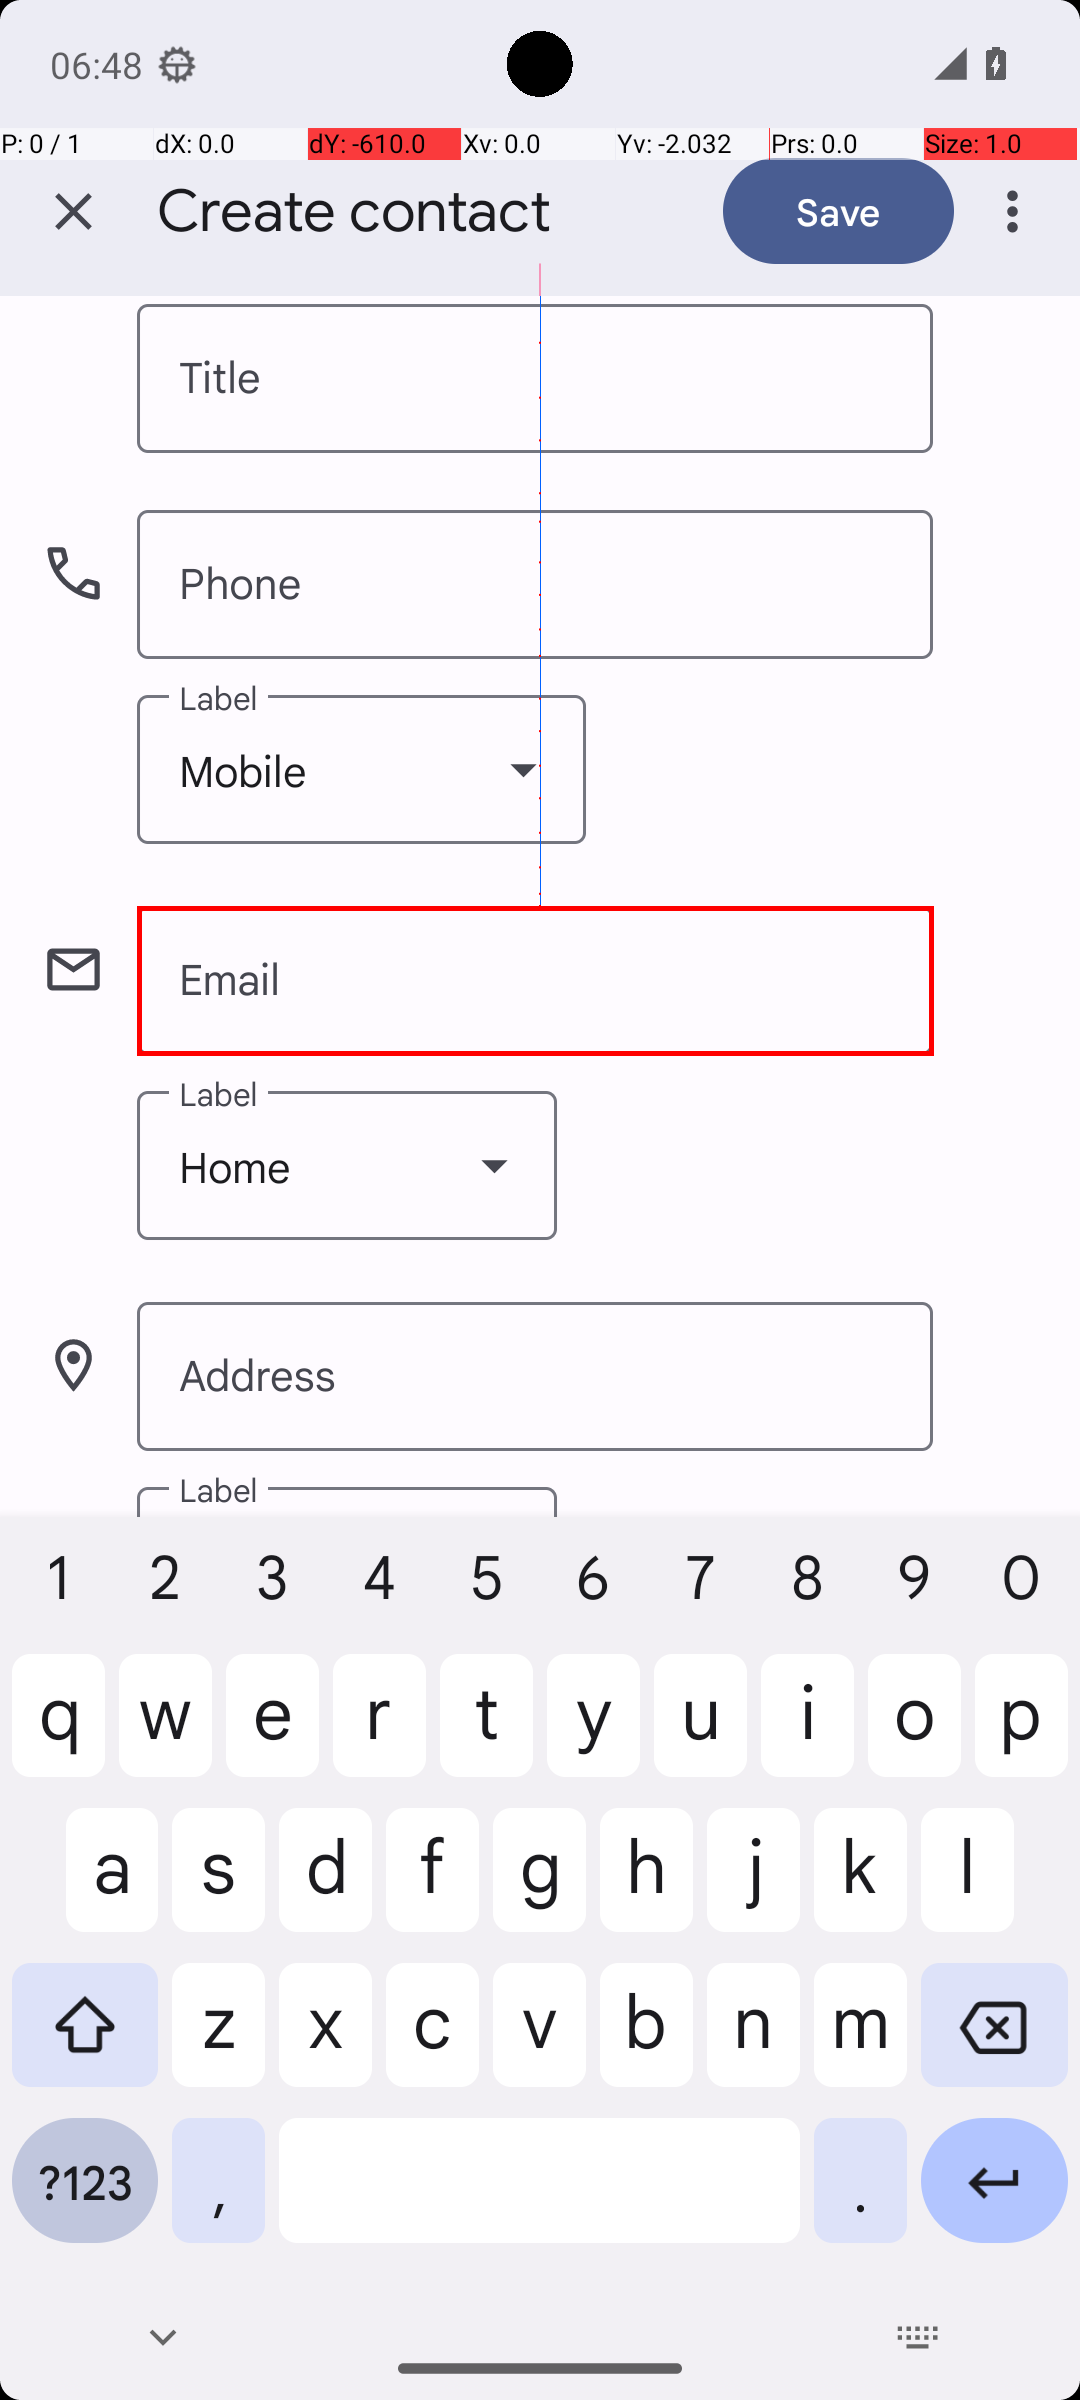 06:48
P: 0 / 1 dX: 0.0 dY: -610.0 Xv: 0.0 Yv: -2.032 Prs: 0.0 Size: 1.0
Create contact Save
Title
Phone
Label
Mobile
Email
Label
Home
Address
Label
1 2 3 4 5 6 7 8 9 0
q w e r t y u i o p
a s d f g h j k l
z x c v b n m
?123 , .